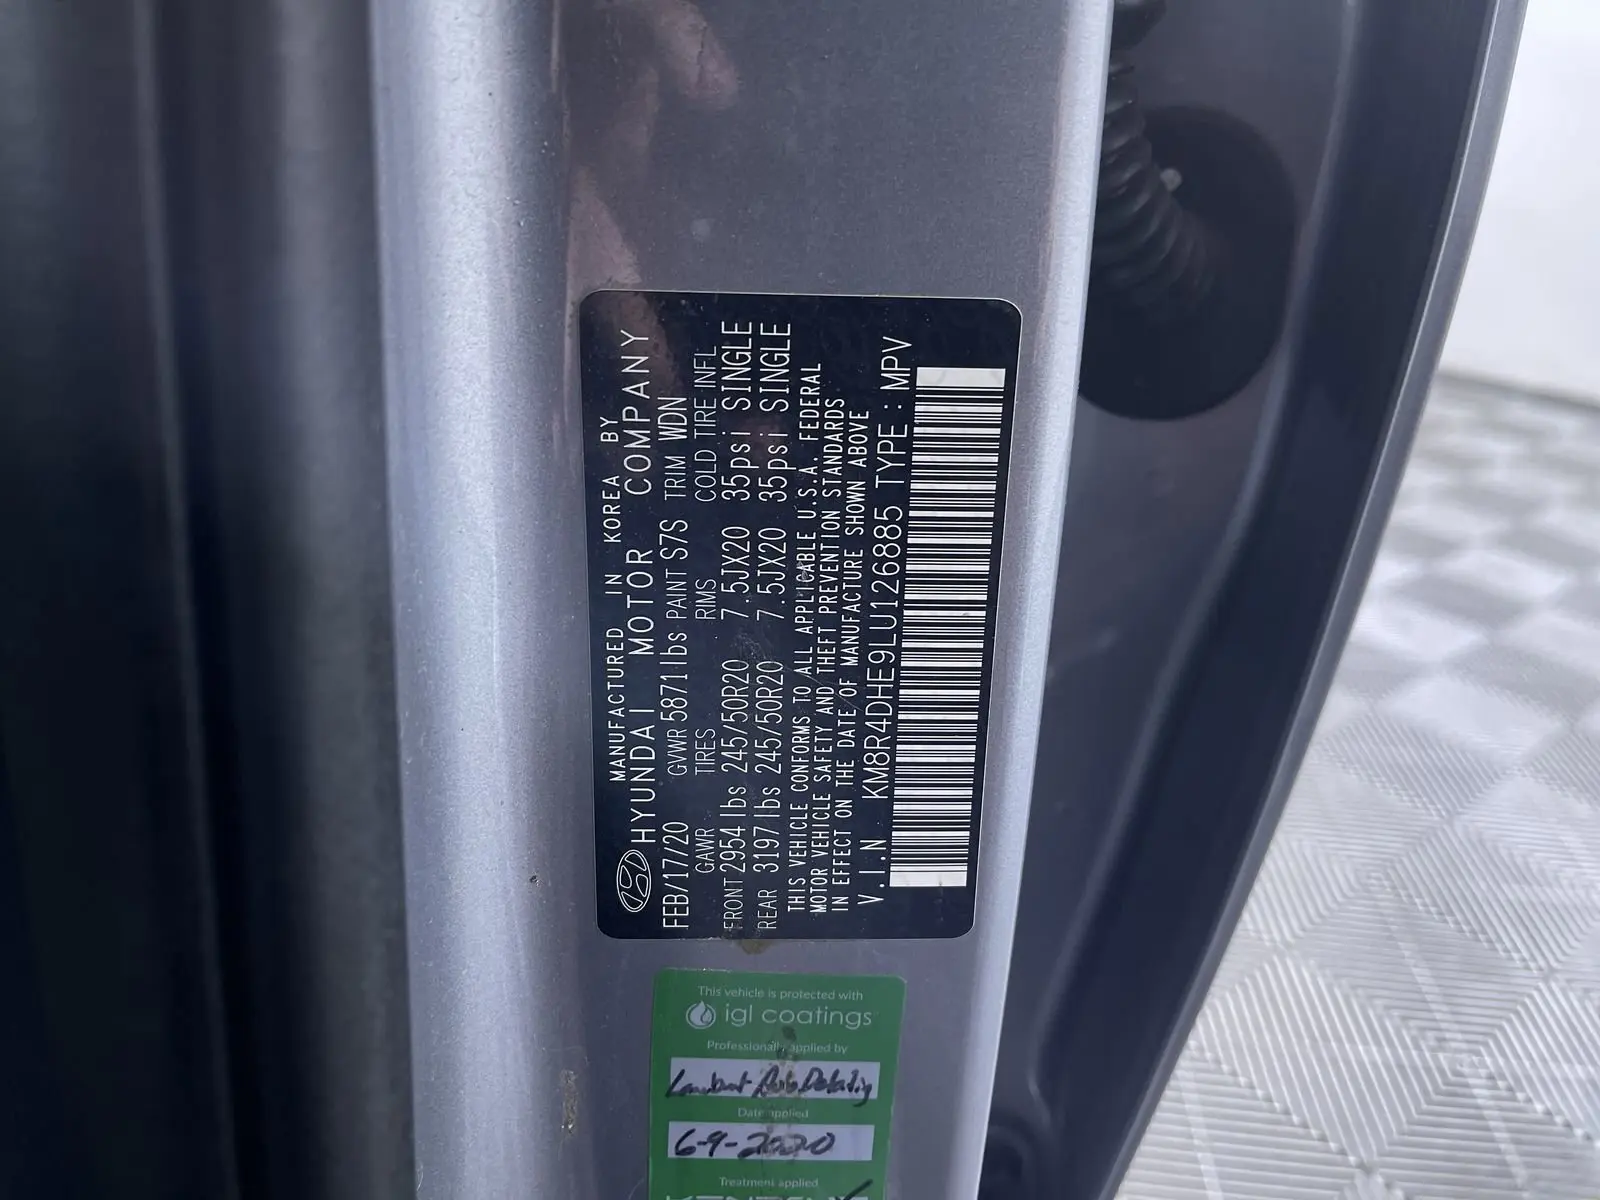 MANUFACTURED IN KOREA BY
HYUNDAI MOTOR COMPANY
FEB/17/20 GVWR 5871lbs PAINT S7S TRIM WDN
GAWR TIRES RIMS COLD TIRE INFL
FRONT 2954lbs 245/50R20 7.5JX20 35psi SINGLE
REAR 3197lbs 245/50R20 7.5JX20 35psi SINGLE
THIS VEHICLE CONFORMS TO ALL APPLICABLE U.S.A. FEDERAL
MOTOR VEHICLE SAFETY AND THEFT PREVENTION STANDARDS
IN EFFECT ON THE DATE OF MANUFACTURE SHOWN ABOVE
V.I.N KM8R4DHE9LU126885 TYPE : MPV
This vehicle is protected with
igl coatings
Professionally applied by
Auto Detailing
Date applied
6-9-2020
Treatment applied